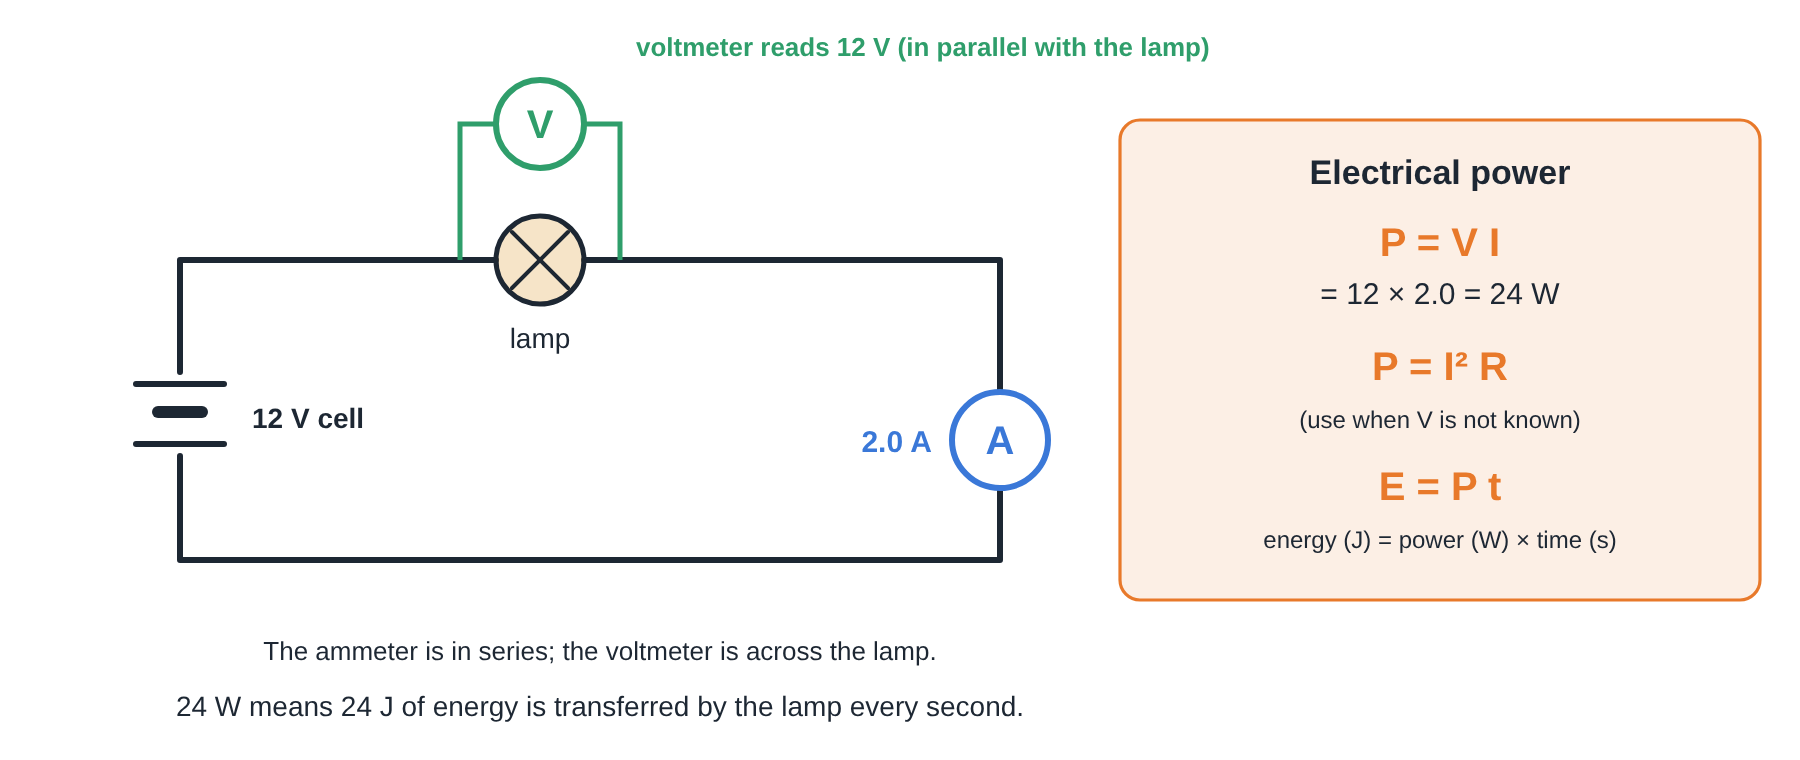 voltmeter reads 12 V (in parallel with the lamp)
V
lamp
12 V cell
2.0 A
A
Electrical power
P = V I
= 12 × 2.0 = 24 W
P = I² R
(use when V is not known)
E = P t
energy (J) = power (W) × time (s)
The ammeter is in series; the voltmeter is across the lamp.
24 W means 24 J of energy is transferred by the lamp every second.